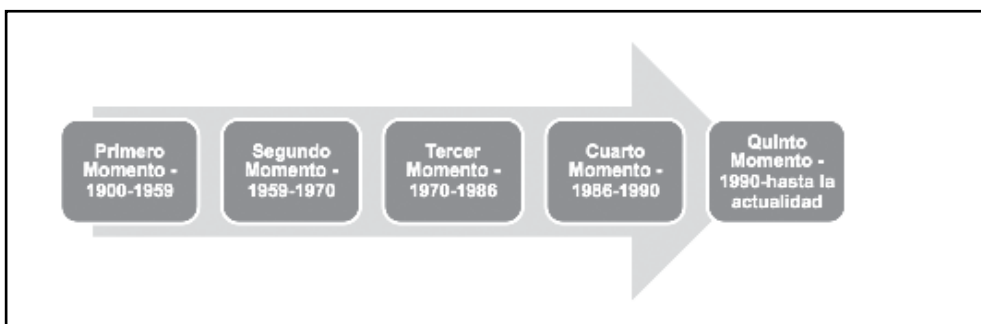 Primero
Momento -
1900-1959
Segundo
Momento -
1959-1970
Tercer
Momento -
1970-1986
Cuarto
Momento -
1986-1990
Quinto
Momento -
1990-hasta la
actualidad